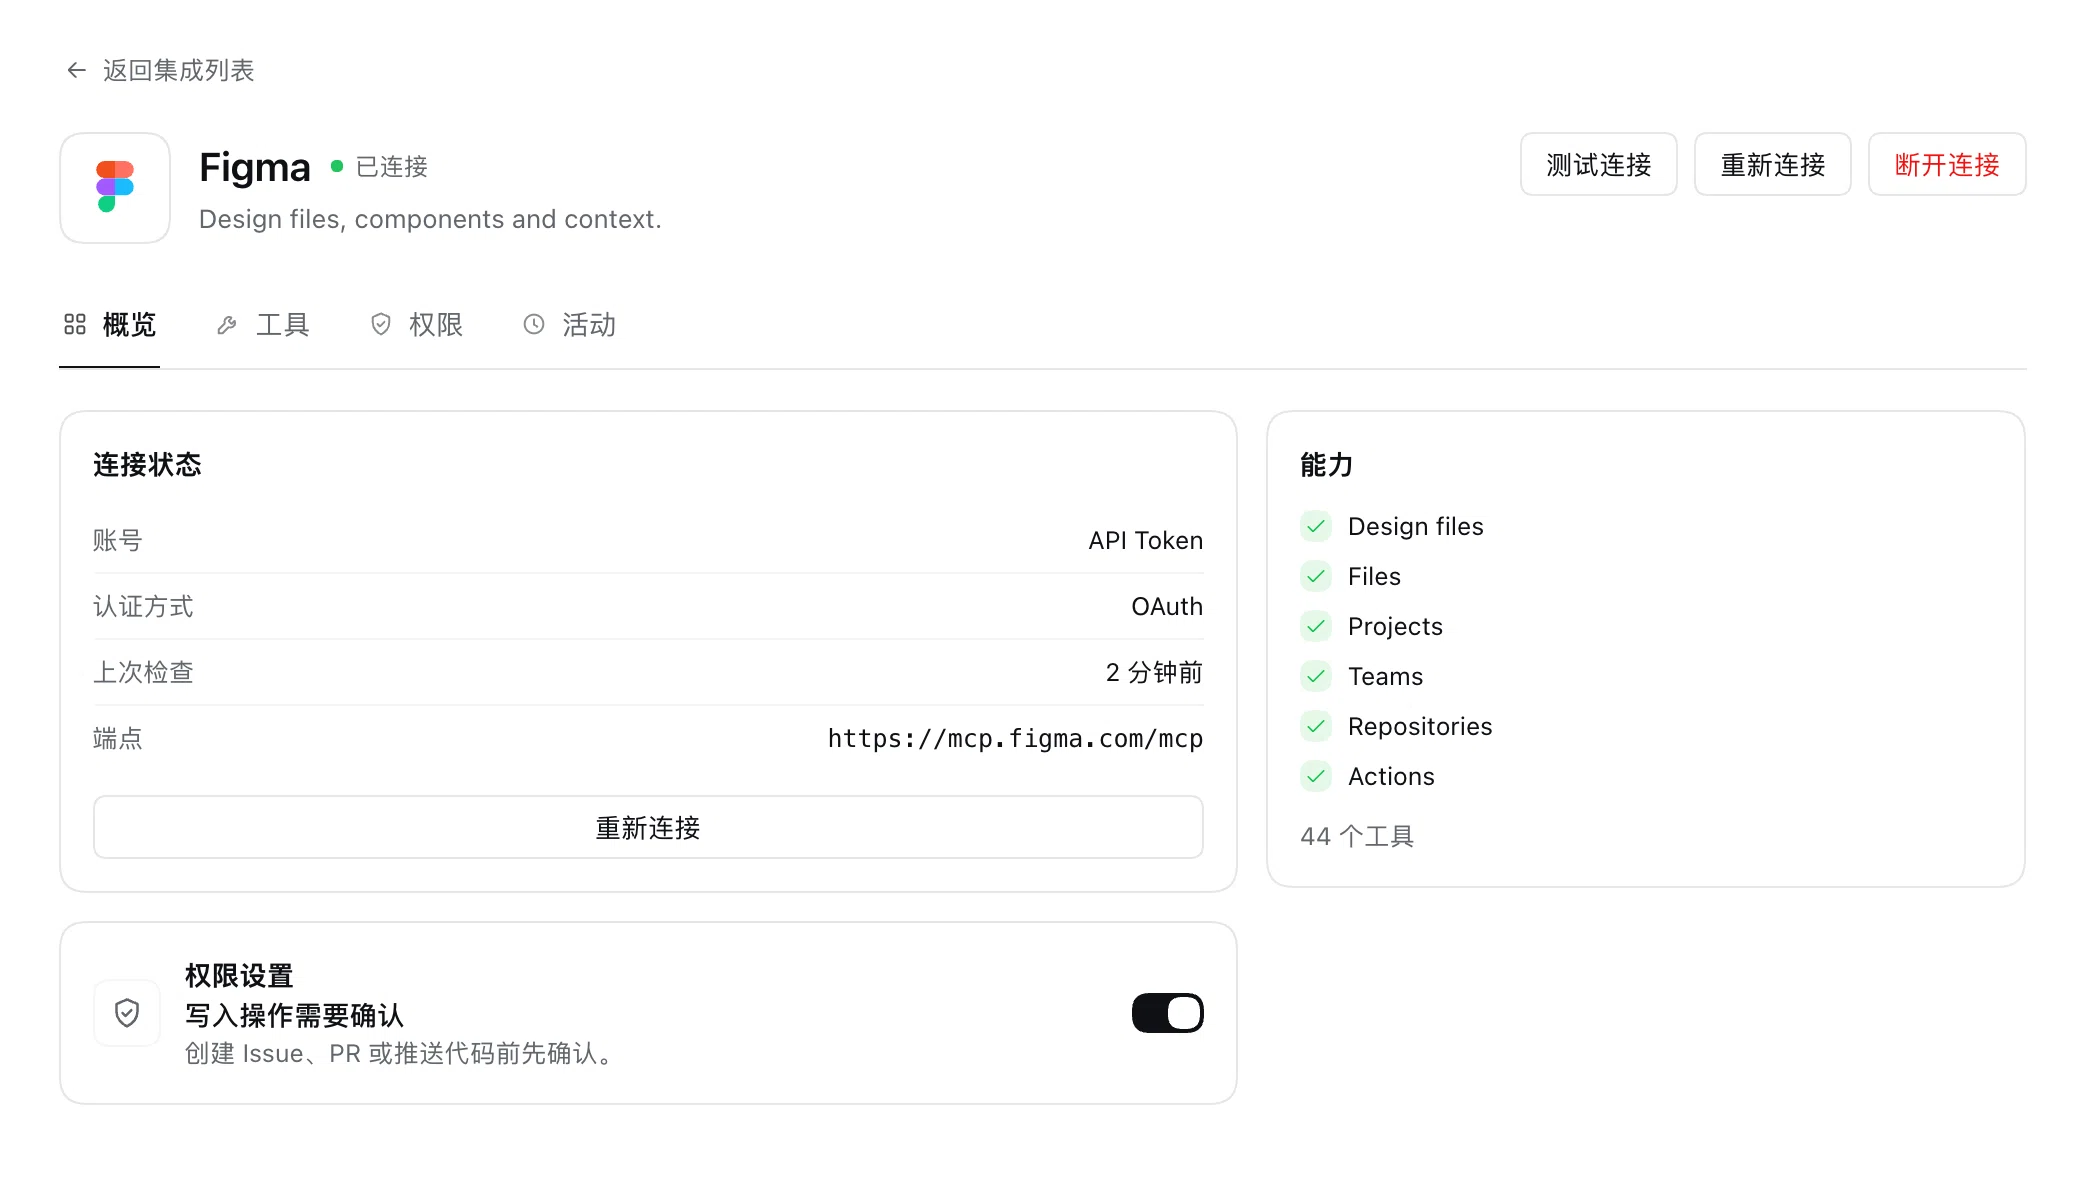 返回集成列表
Figma
已连接
Design files, components and context.
测试连接
重新连接
断开连接
概览
工具
权限
活动
连接状态
账号
API Token
认证方式
OAuth
上次检查
2 分钟前
端点
https://mcp.figma.com/mcp
重新连接
能力
Design files
Files
Projects
Teams
Repositories
Actions
44 个工具
权限设置
写入操作需要确认
创建 Issue、PR 或推送代码前先确认。